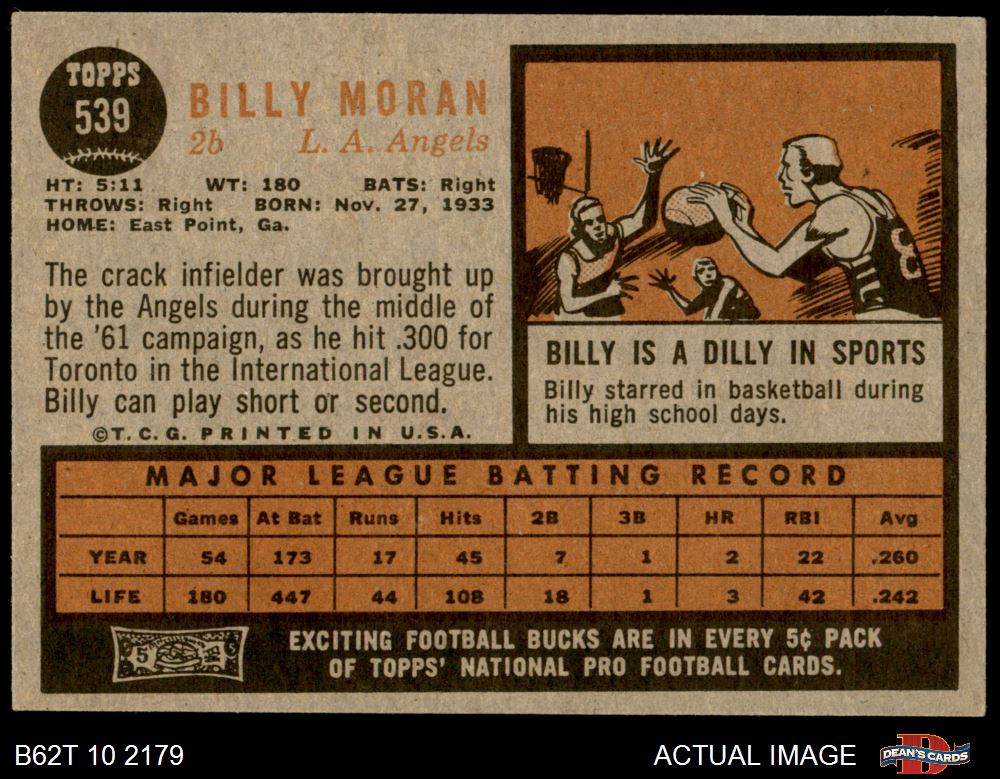 TOPPS
539
BILLY MORAN
2b L. A. Angels
HT: 5:11 WT: 180 BATS: Right
THROWS: Right BORN: Nov. 27, 1933
HOME: East Point, Ga.
The crack infielder was brought up
by the Angels during the middle of
the '61 campaign, as he hit .300 for
Toronto in the International League.
Billy can play short or second.
©T. C. G. PRINTED IN U.S.A.
8
BILLY IS A DILLY IN SPORTS
Billy starred in basketball during
his high school days.
MAJOR LEAGUE BATTING RECORD
Games At Bat Runs Hits 2B 3B HR RBI Avg
YEAR 54 173 17 45 7 1 2 22 .260
LIFE 180 447 44 108 18 1 3 42 .242
5 5
EXCITING FOOTBALL BUCKS ARE IN EVERY 5¢ PACK
OF TOPPS' NATIONAL PRO FOOTBALL CARDS.
B62T 10 2179 ACTUAL IMAGE
D
DEAN'S CARDS